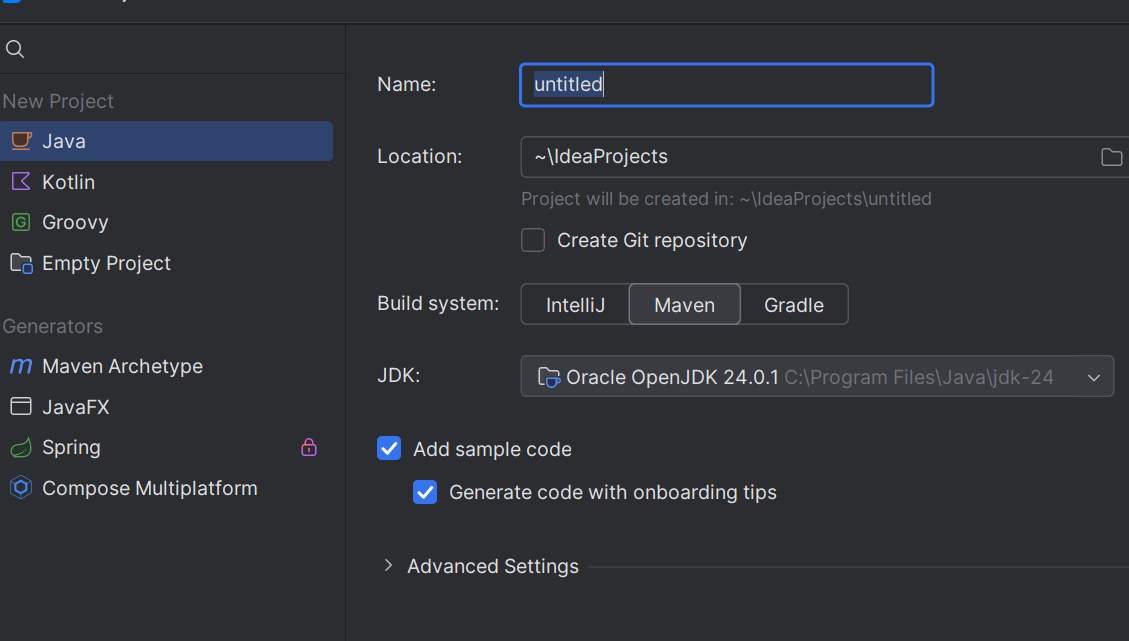 New Project
Java
Kotlin
Groovy
Empty Project
Generators
Maven Archetype
JavaFX
Spring
Compose Multiplatform
Name: untitled
Location: ~\IdeaProjects
Project will be created in: ~\IdeaProjects\untitled
Create Git repository
Build system: IntelliJ Maven Gradle
JDK: Oracle OpenJDK 24.0.1 C:\Program Files\Java\jdk-24
Add sample code
Generate code with onboarding tips
Advanced Settings